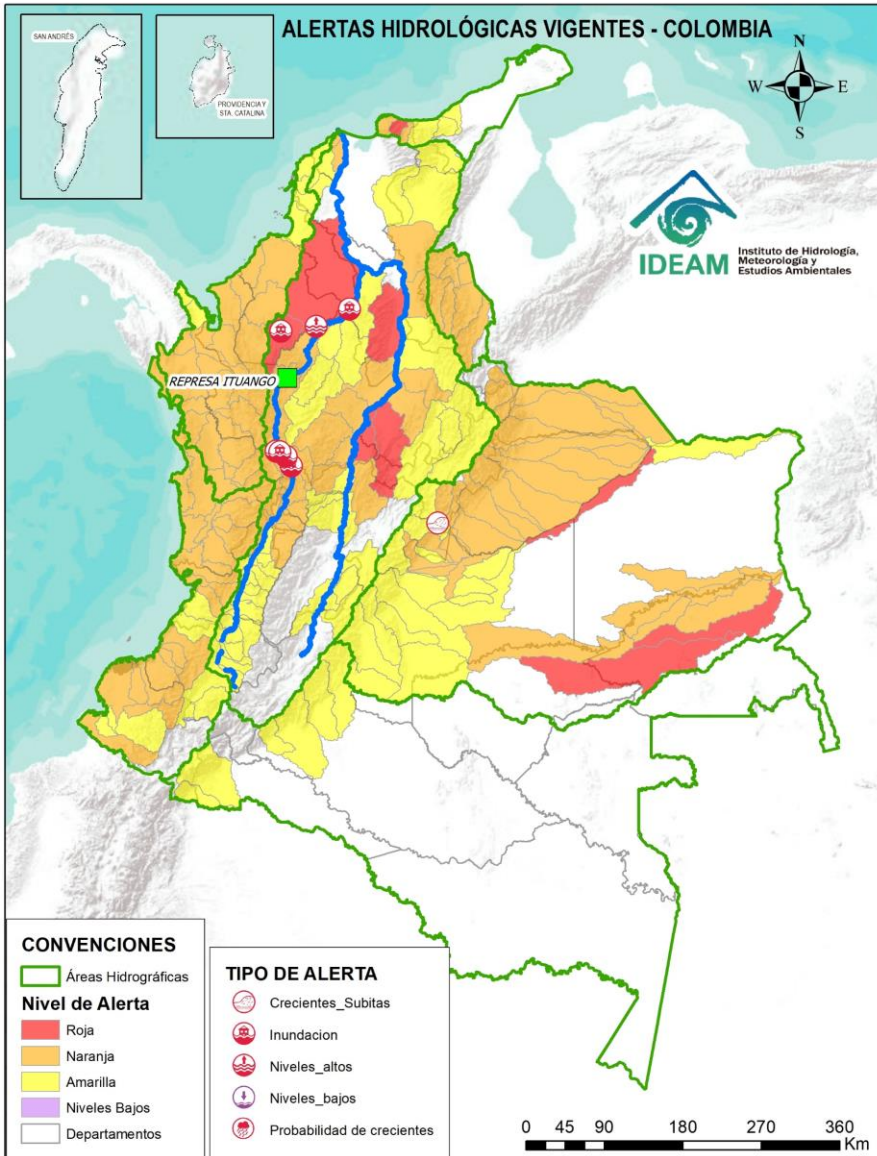 ALERTAS HIDROLÓGICAS VIGENTES - COLOMBIA
SAN ANDRÉS
PROVIDENCIA Y
STA. CATALINA
N
W
E
S
IDEAM
Instituto de Hidrología,
Meteorología y
Estudios Ambientales
REPRESA ITUANGO
CONVENCIONES
Áreas Hidrográficas
Nivel de Alerta
Roja
Naranja
Amarilla
Niveles Bajos
Departamentos
TIPO DE ALERTA
Crecientes_Subitas
Inundacion
Niveles_altos
Niveles_bajos
Probabilidad de crecientes
0 45 90 180 270 360
Km